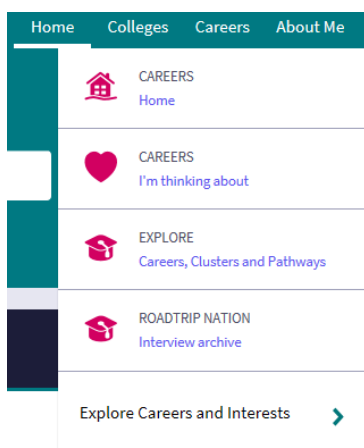 Home Colleges Careers About Me
CAREERS
Home
CAREERS
I'm thinking about
EXPLORE
Careers, Clusters and Pathways
ROADTRIP NATION
Interview archive
Explore Careers and Interests